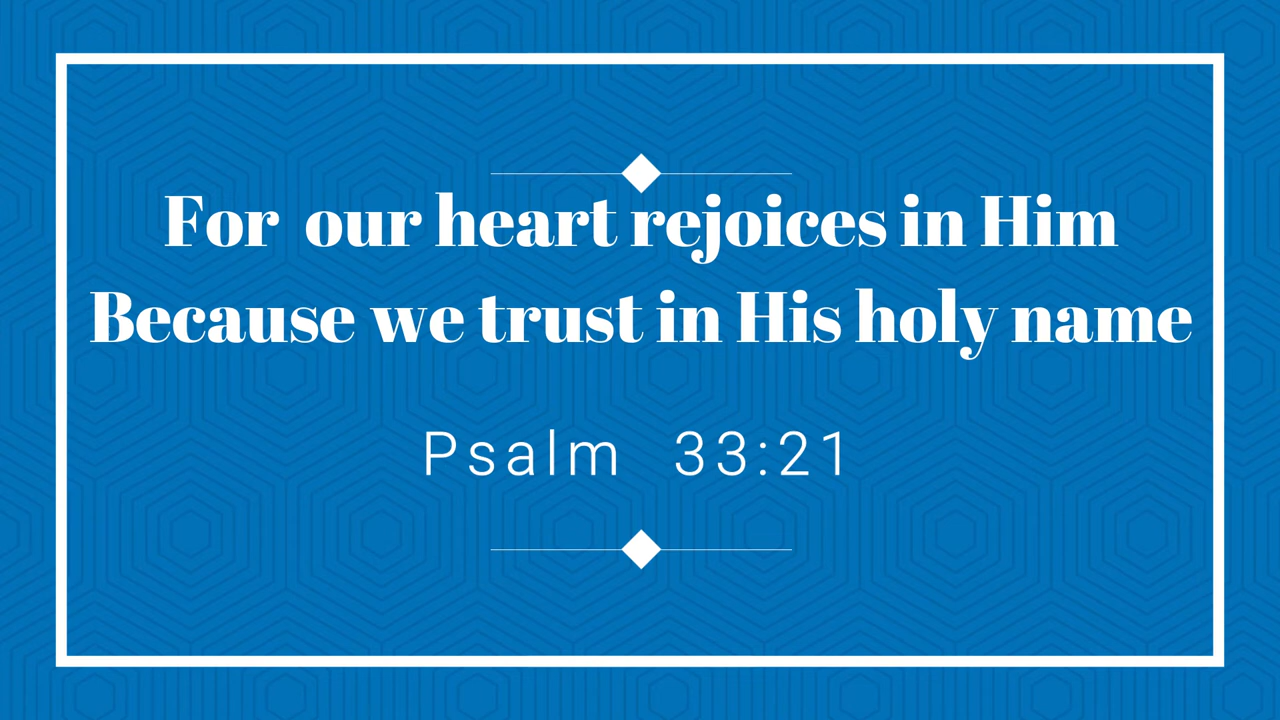 For our heart rejoices in Him
Because we trust in His holy name
Psalm 33:21